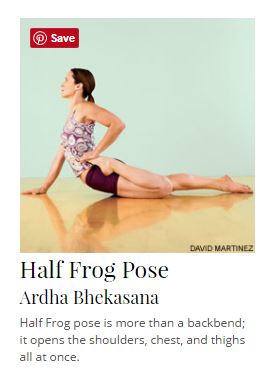 Save
DAVID MARTINEZ
Half Frog Pose
Ardha Bhekasana
Half Frog pose is more than a backbend;
it opens the shoulders, chest, and thighs
all at once.